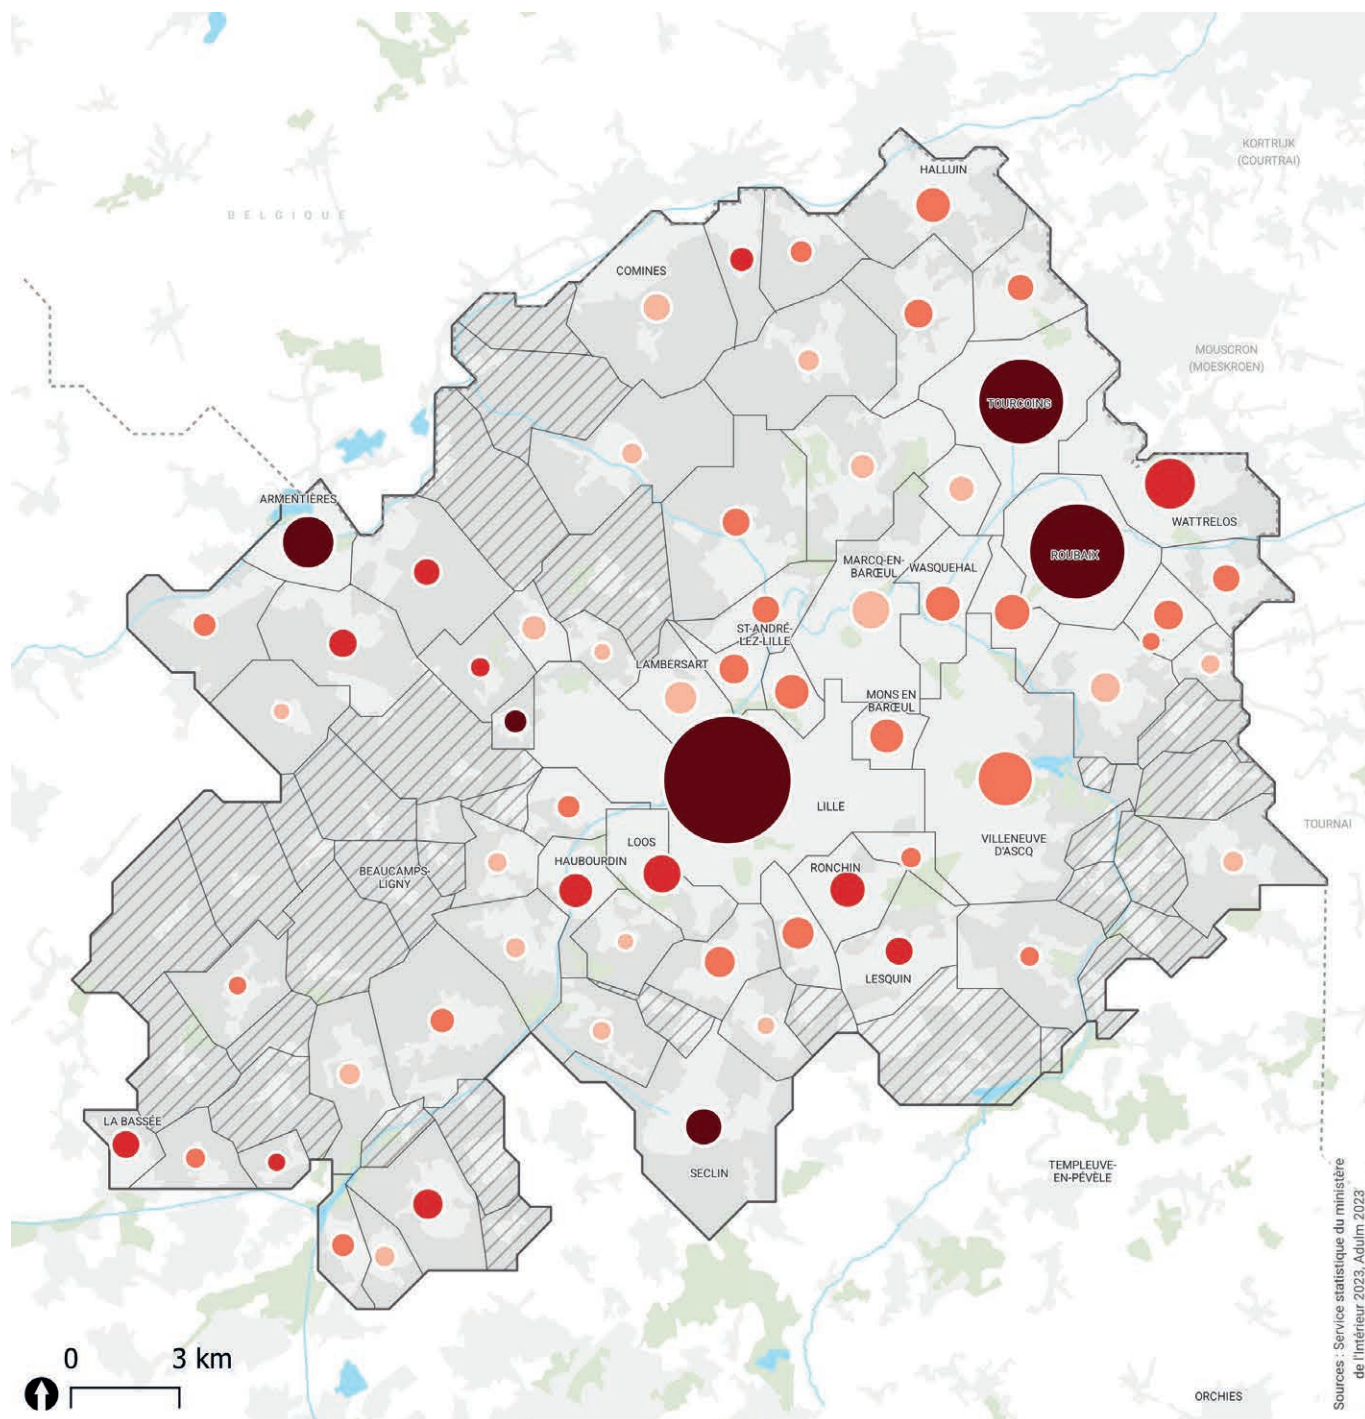 KORTRIJK
(COURTRAI)
HALLUIN
BELGIQUE
COMINES
MOUSCRON
(MOESKROEN)
TOURCOING
ARMENTIÈRES
WATTRELOS
ROUBAIX
MARCQ-EN-
BARŒUL
WASQUEHAL
ST-ANDRÉ-
LEZ-LILLE
LAMBERSART
MONS EN
BARŒUL
LILLE
TOURNAI
VILLENEUVE
D'ASCQ
LOOS
HAUBOURDIN
RONCHIN
BEAUCAMPS-
LIGNY
LESQUIN
LA BASSÉE
SECLIN
TEMPLEUVE-
EN-PÉVÈLE
0 3 km
ORCHIES
Sources : Service statistique du ministère
de l'Intérieur 2023, Adulm 2023